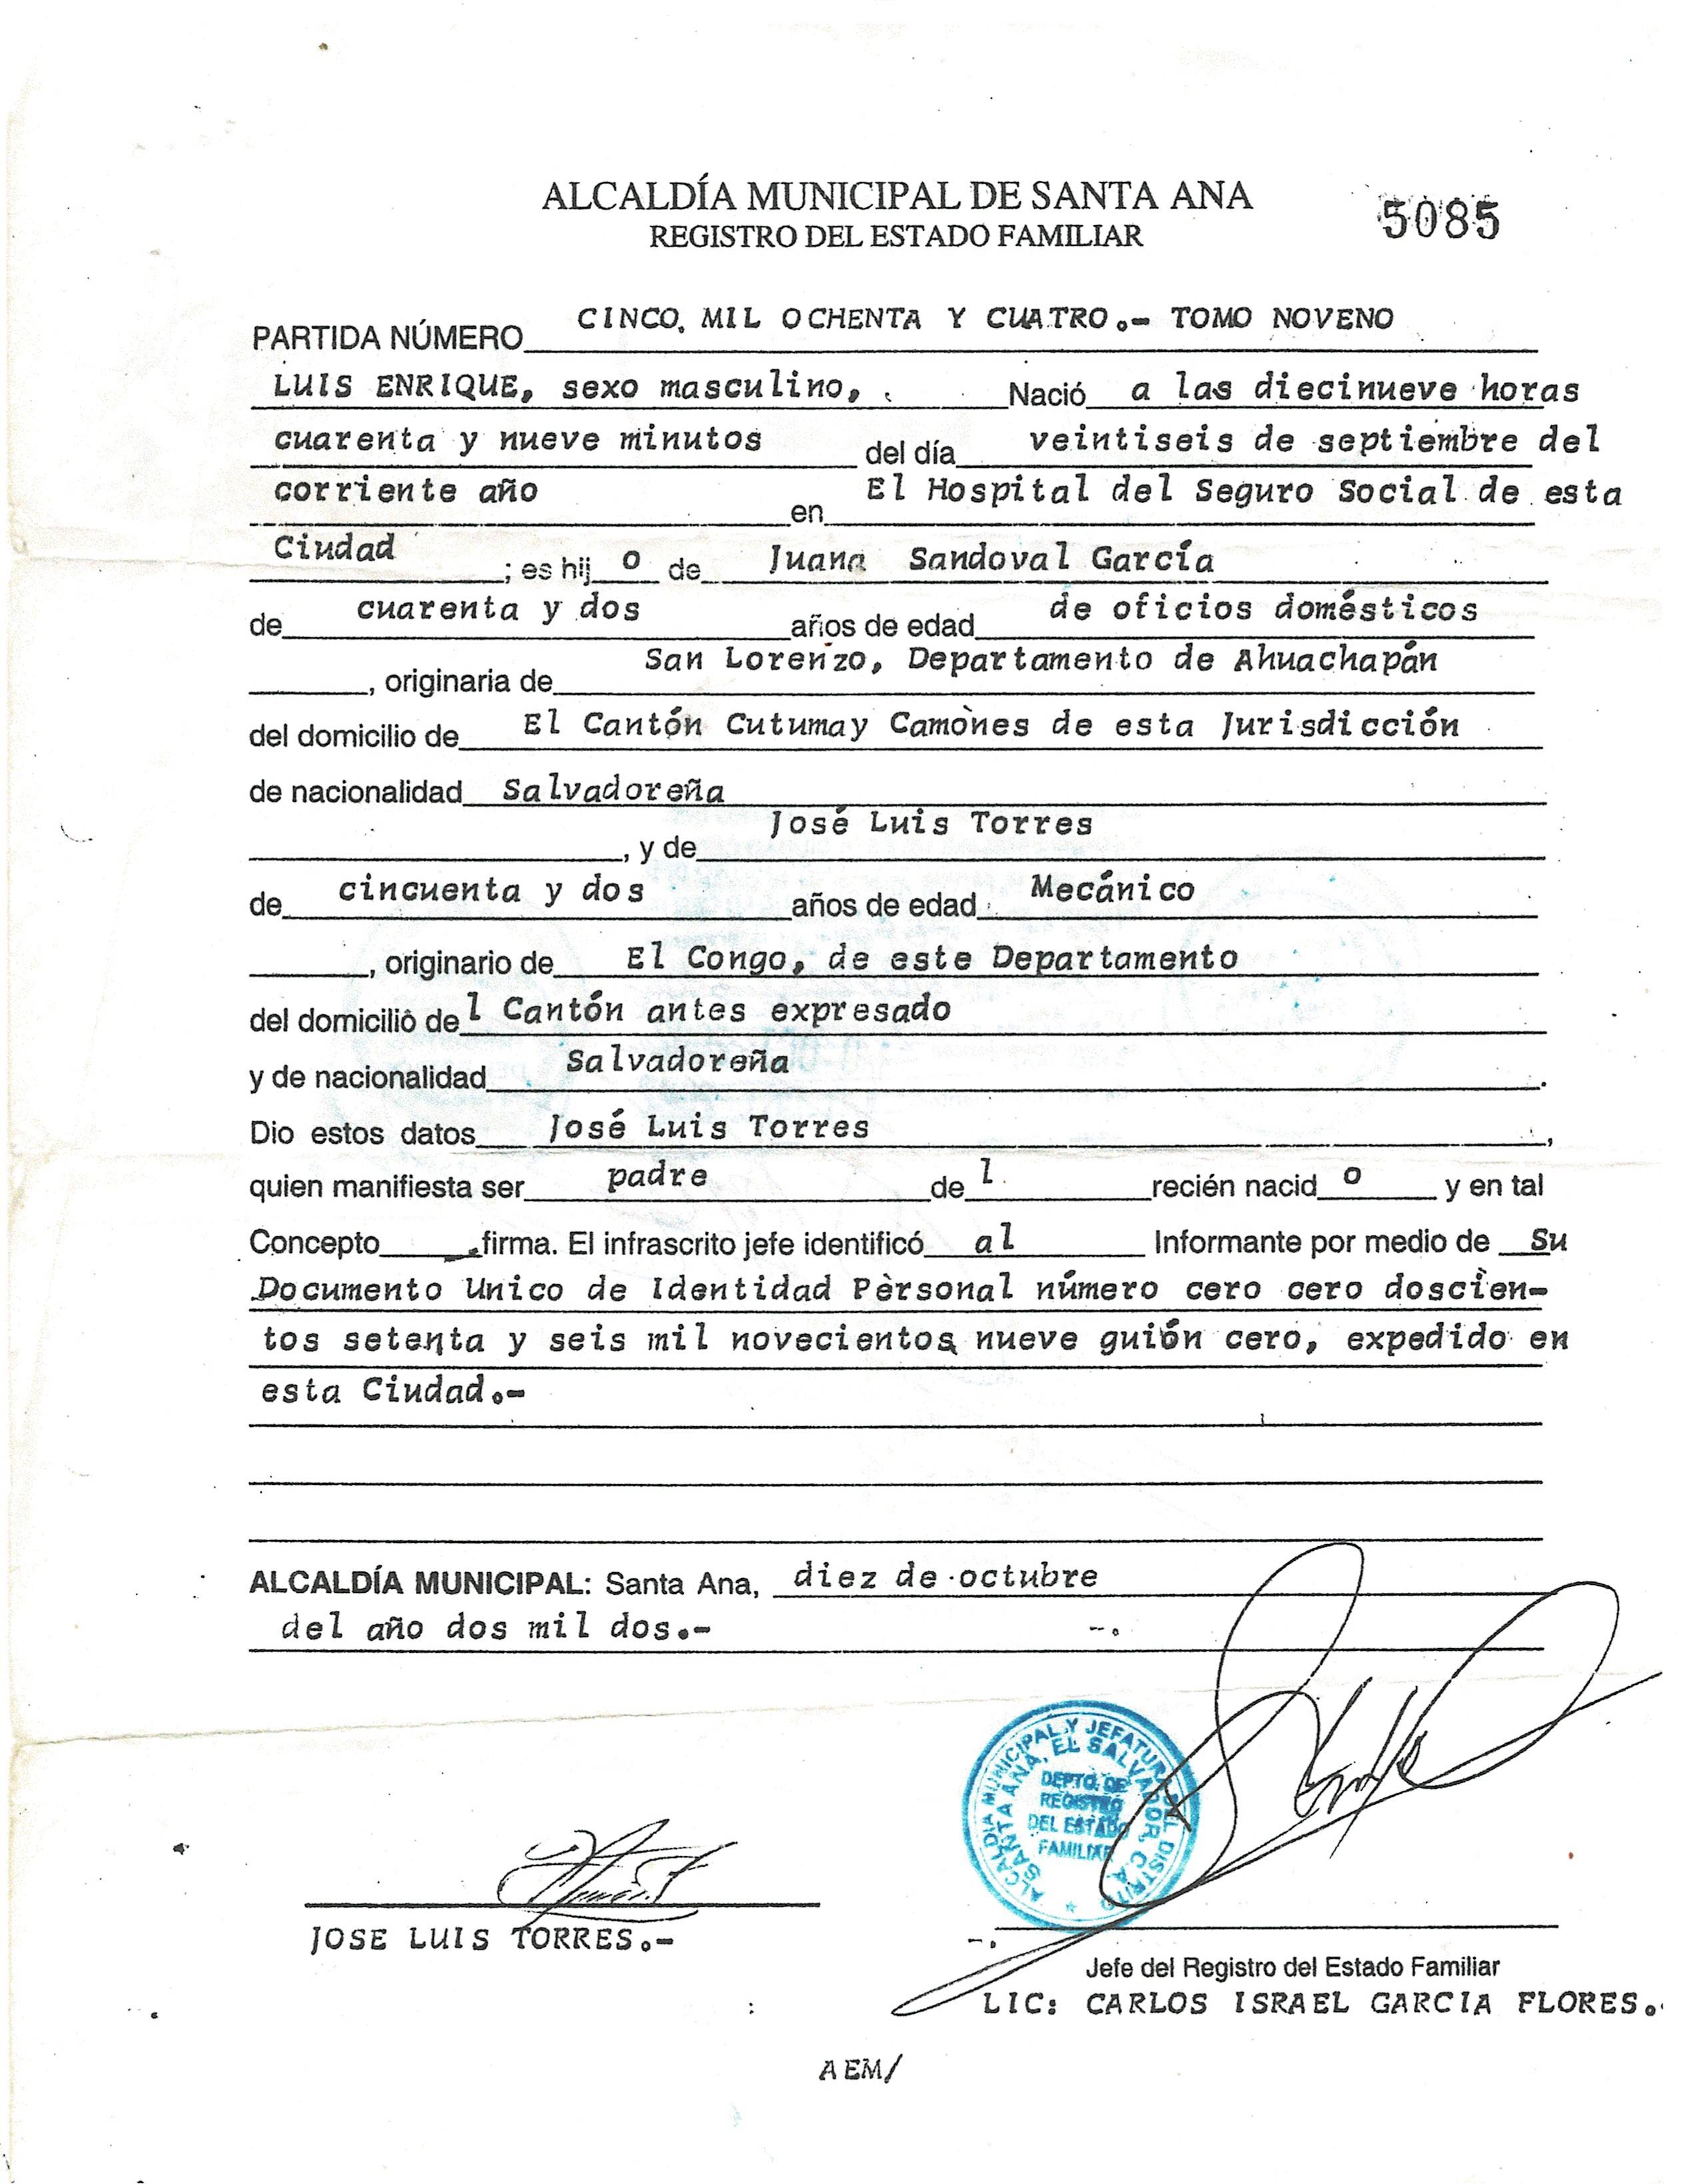 ALCALDÍA MUNICIPAL DE SANTA ANA
REGISTRO DEL ESTADO FAMILIAR
5085
PARTIDA NÚMERO CINCO MIL OCHENTA Y CUATRO.- TOMO NOVENO
LUIS ENRIQUE, sexo masculino, Nació a las diecinueve horas
cuarenta y nueve minutos del día veintiseis de septiembre del
corriente año en El Hospital del Seguro Social de esta
Ciudad ; es hij o de Juana Sandoval García
de cuarenta y dos años de edad de oficios domésticos
, originaria de San Lorenzo, Departamento de Ahuachapán
del domicilio de El Cantón Cutumay Camones de esta Jurisdicción
de nacionalidad Salvadoreña
, y de José Luis Torres
de cincuenta y dos años de edad Mecánico
, originario de El Congo, de este Departamento
del domicilio de l Cantón antes expresado
y de nacionalidad Salvadoreña.
Dio estos datos José Luis Torres,
quien manifiesta ser padre de l recién nacid o y en tal
Concepto firma. El infrascrito jefe identificó al Informante por medio de Su
Documento Unico de Identidad Personal número cero cero doscien-
tos setenta y seis mil novecientos nueve guión cero, expedido en
esta Ciudad.-
ALCALDÍA MUNICIPAL: Santa Ana, diez de octubre
del año dos mil dos.-
ALCALDIA MUNICIPAL Y JEFATURA DEL DISTRITO
SANTA ANA, EL SALVADOR, C.A.
DEPTO. DE
REGISTRO
DEL ESTADO
FAMILIAR
JOSE LUIS TORRES.-
Jefe del Registro del Estado Familiar
LIC: CARLOS ISRAEL GARCIA FLORES.
AEM/